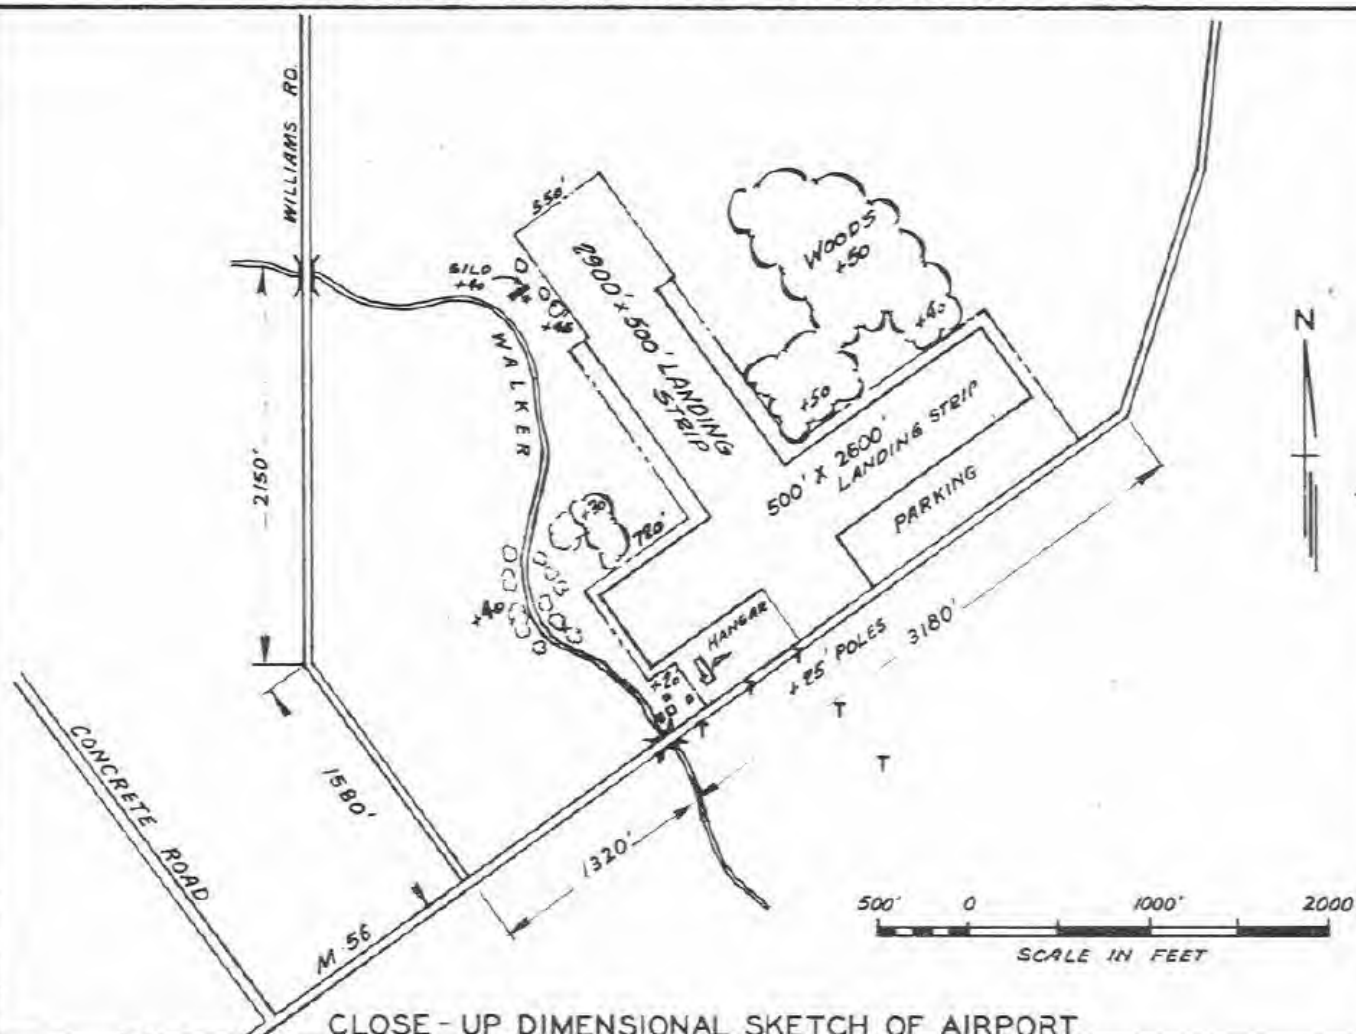 WILLIAMS RD.
550'
WOODS
+50
SILO
+40
2900' x 500' LANDING
STRIP
+40
N
WALKER
+50
500' X 2600'
LANDING STRIP
PARKING
2150'
+30
720'
+40
HANGAR
+20
+25' POLES
3180'
T
T
CONCRETE ROAD
1580'
1320'
M 56
500' 0 1000' 2000
SCALE IN FEET
CLOSE-UP DIMENSIONAL SKETCH OF AIRPORT